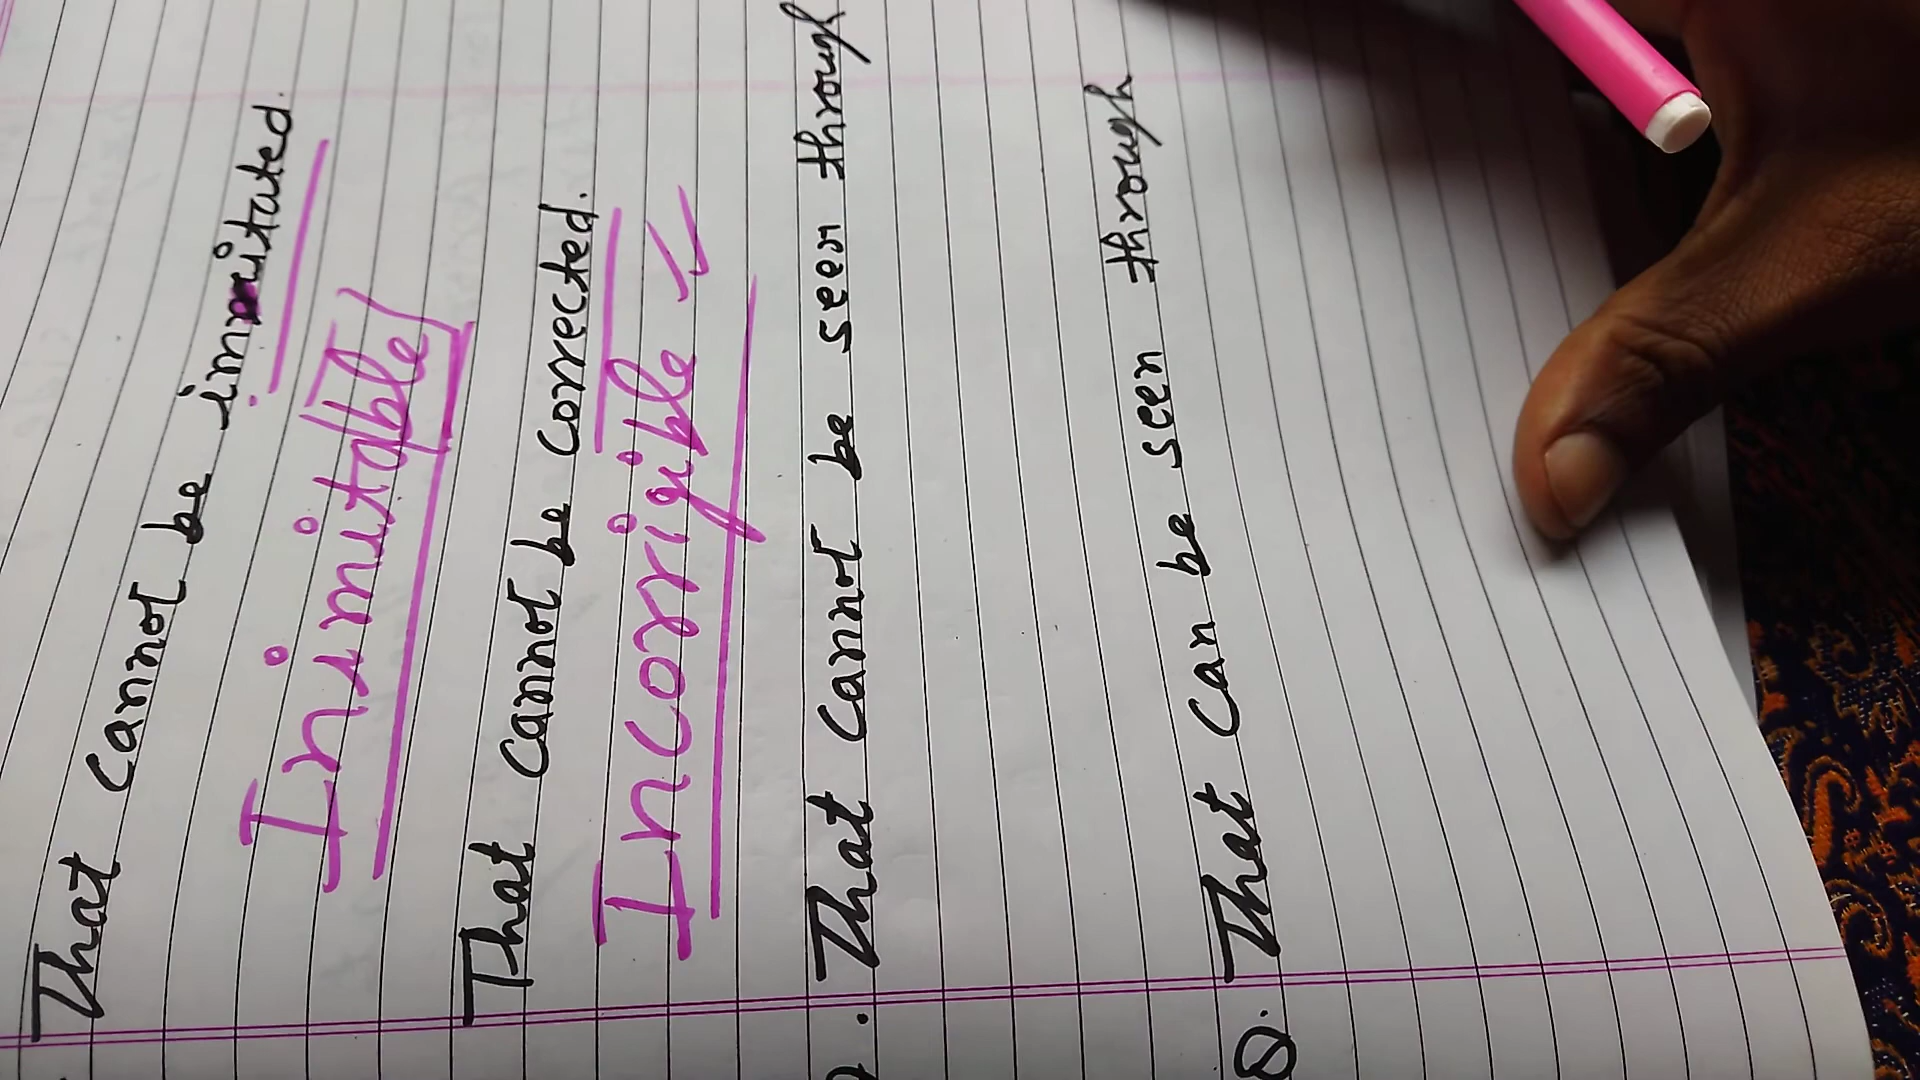 That cannot be immitated.
Inimitable
That cannot be corrected.
Incorrigible
. That cannot be seen through
Q. That can be seen through